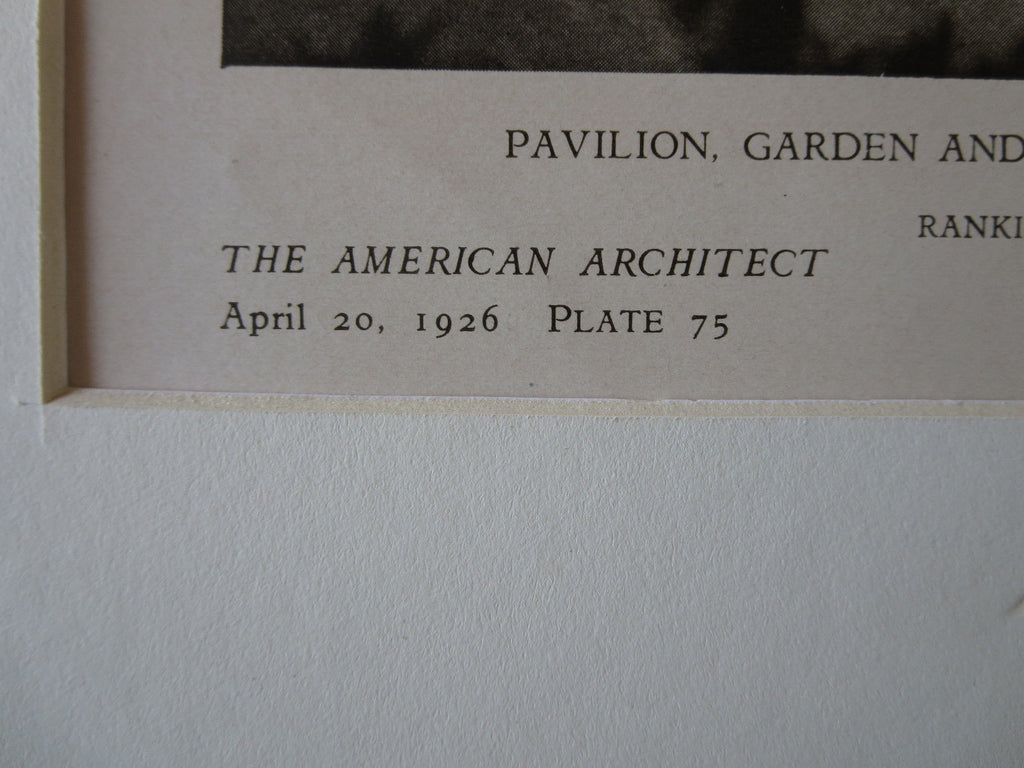 PAVILION, GARDEN AND
RANKI
THE AMERICAN ARCHITECT
April 20, 1926 PLATE 75